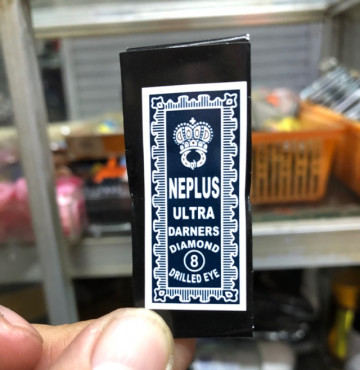 NEPLUS
ULTRA
DARNERS
DIAMOND
8
DRILLED EYE